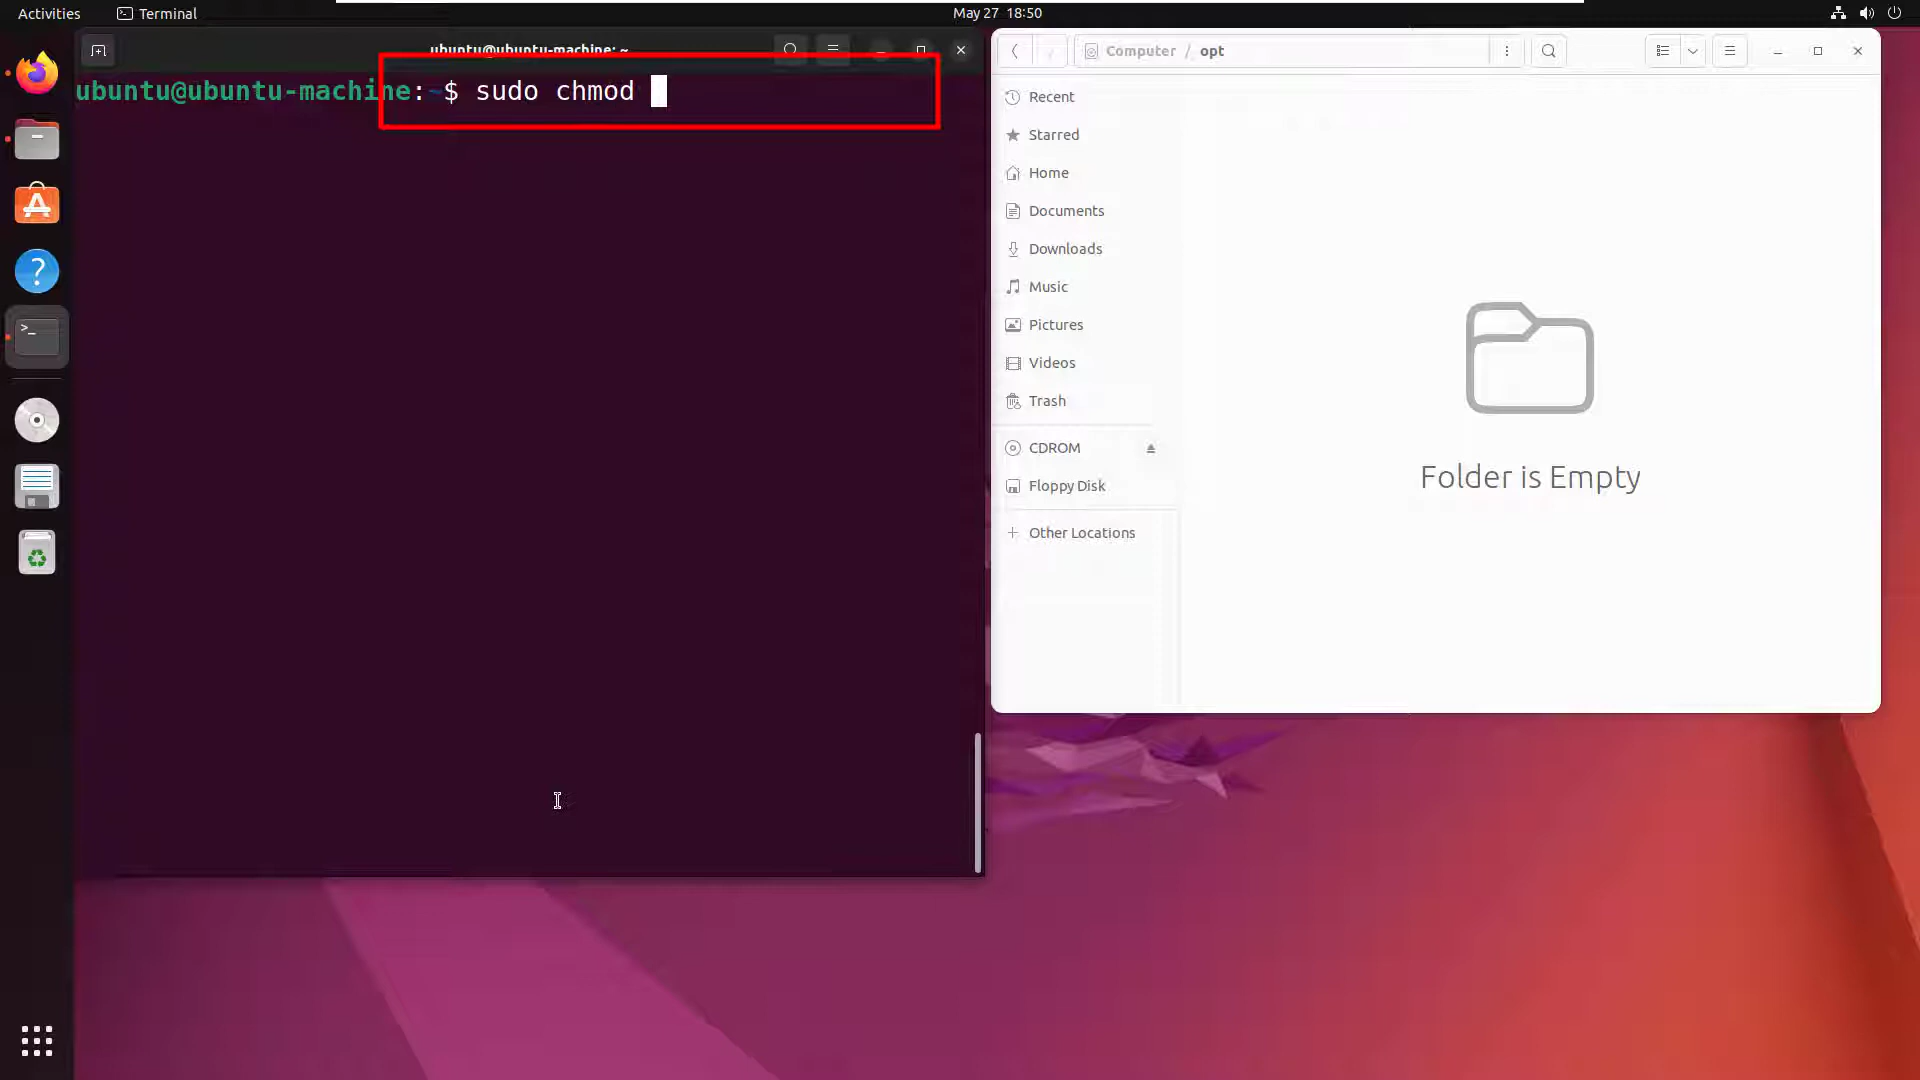 Activities
Terminal
May 27 18:50
ubuntu@ubuntu-machine: ~
ubuntu@ubuntu-machine:~$ sudo chmod
Computer / opt
Recent
Starred
Home
Documents
Downloads
Music
Pictures
Videos
Trash
CDROM
Floppy Disk
+ Other Locations
Folder is Empty